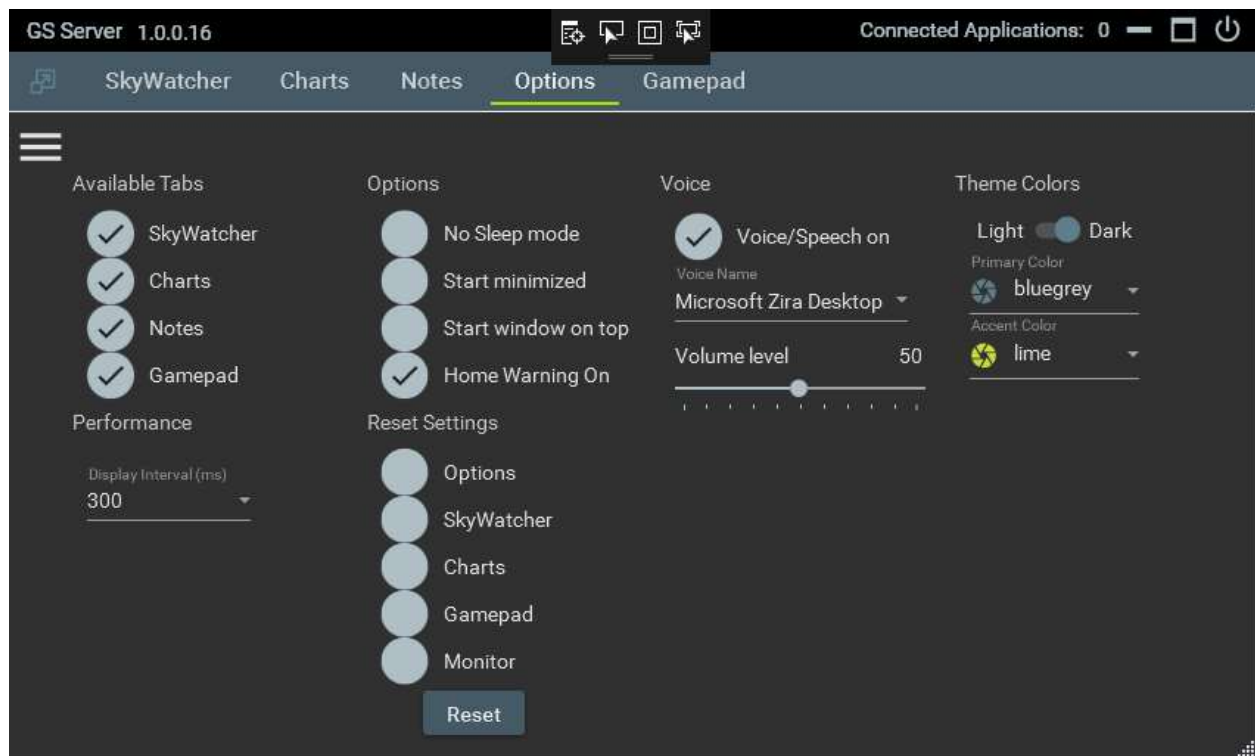 GS Server 1.0.0.16
Connected Applications: 0
SkyWatcher Charts Notes Options Gamepad
Available Tabs
SkyWatcher
Charts
Notes
Gamepad
Performance
Display Interval (ms)
300
Options
No Sleep mode
Start minimized
Start window on top
Home Warning On
Reset Settings
Options
SkyWatcher
Charts
Gamepad
Monitor
Reset
Voice
Voice/Speech on
Voice Name
Microsoft Zira Desktop
Volume level 50
Theme Colors
Light Dark
Primary Color
bluegrey
Accent Color
lime